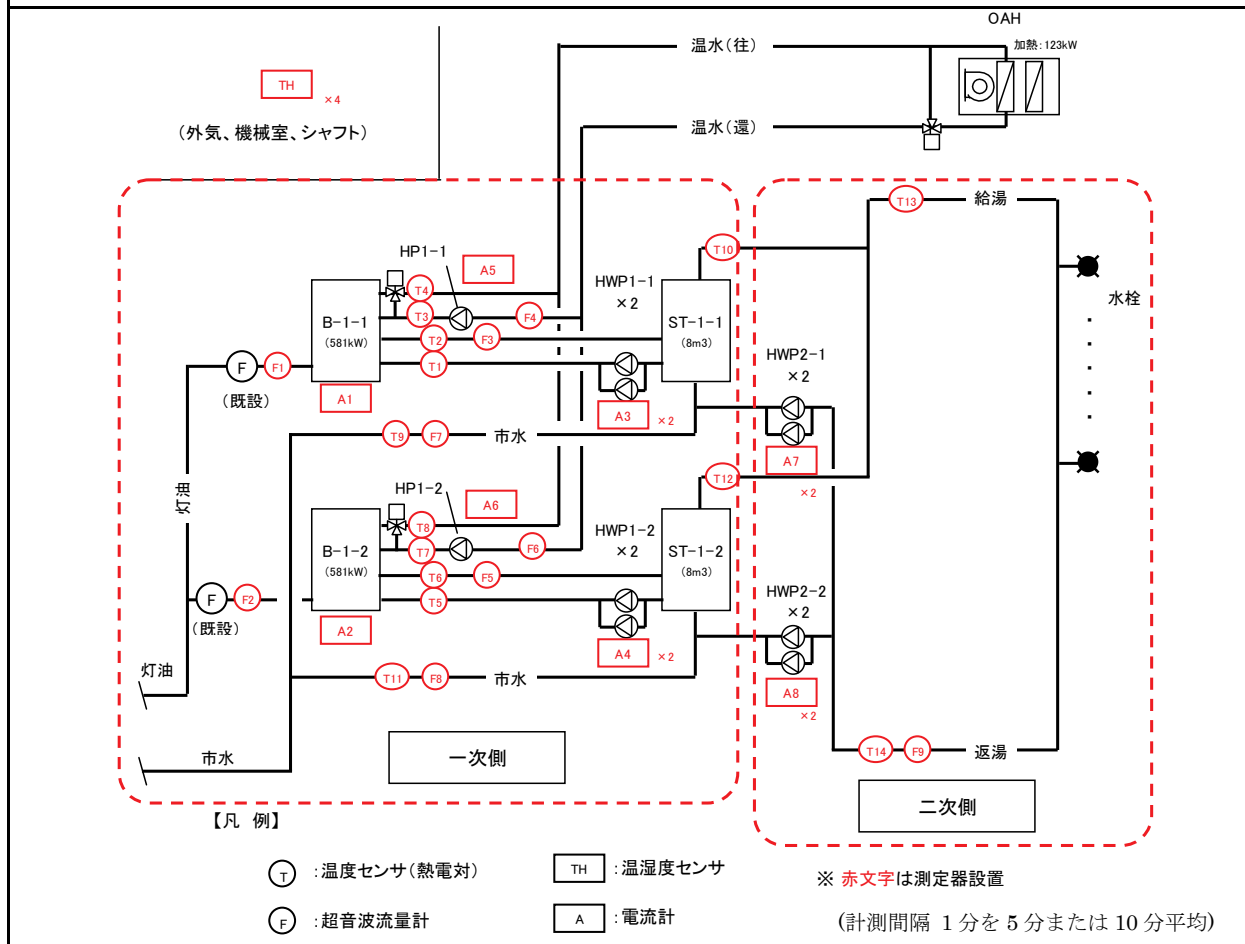 OAH
温水(往)
加熱:123kW
TH
×4
(外気、機械室、シャフト)
温水(還)
T13
給湯
T10
HP1-1
A5
HWP1-1
×2
水栓
T4
B-1-1
(581kW)
T3
F4
ST-1-1
(8m3)
T2
F3
HWP2-1
×2
F
F1
T1
(既設)
A1
A3
×2
T9
F7
市水
A7
×2
T12
灯油
HP1-2
A6
HWP1-2
×2
T8
B-1-2
(581kW)
T7
F6
ST-1-2
(8m3)
T6
F5
HWP2-2
×2
F
F2
T5
(既設)
A2
A4
×2
灯油
T11
F8
市水
A8
×2
市水
一次側
T14
F9
返湯
二次側
【凡 例】
T
:温度センサ(熱電対)
TH
:温湿度センサ
※ 赤文字は測定器設置
F
:超音波流量計
A
:電流計
(計測間隔 1分を5分または10分平均)